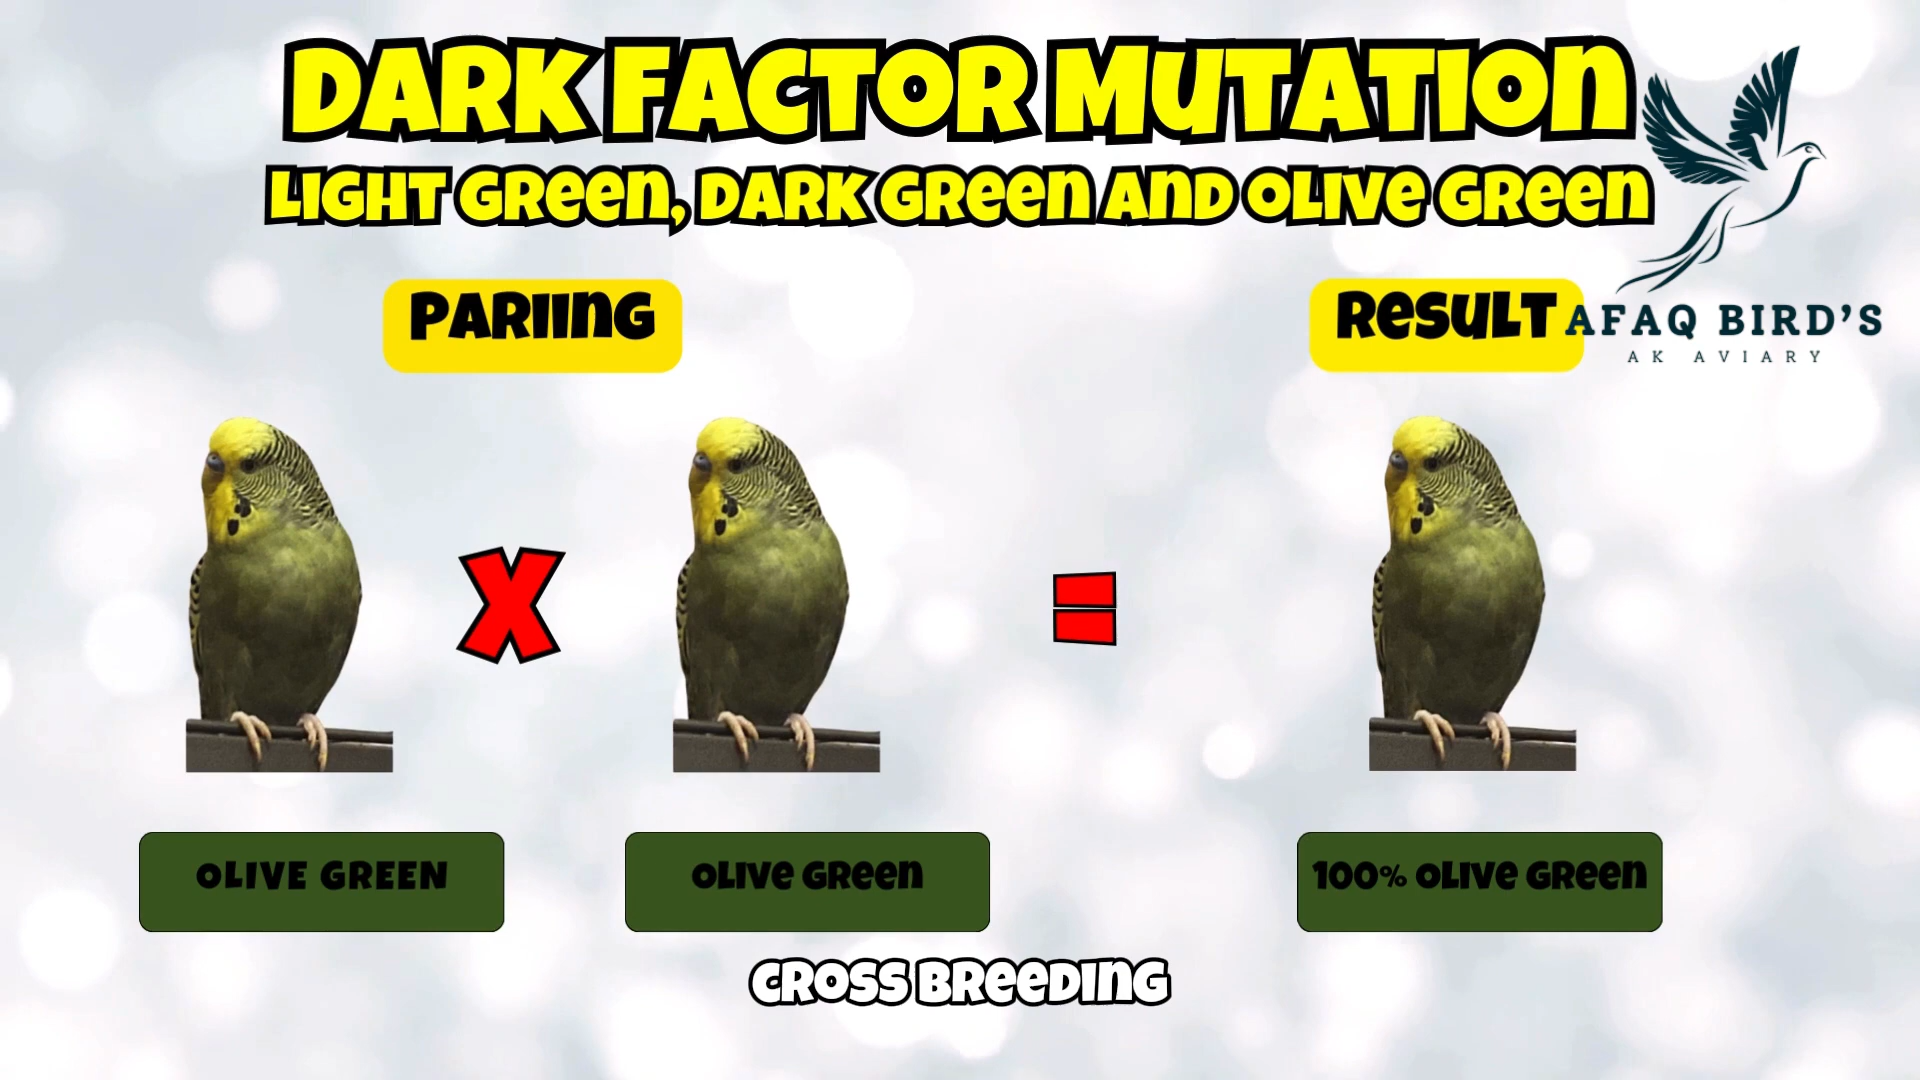 DARK FACTOR MUTATION
LIGHT GREEN, DARK GREEN AND OLIVE GREEN
PARIING
RESULT
AFAQ BIRD'S
AK AVIARY
X
=
OLIVE GREEN
OLIVE GREEN
100% OLIVE GREEN
CROSS BREEDING